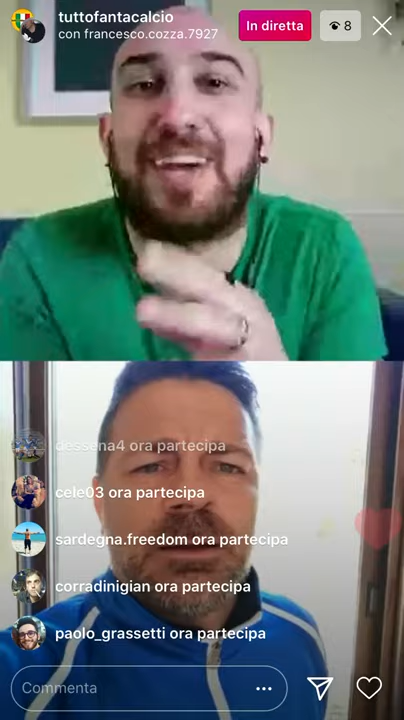 tuttofantacalcio
con francesco.cozza.7927
In diretta
8
dessena4 ora partecipa
cele03 ora partecipa
sardegna.freedom ora partecipa
corradinigian ora partecipa
paolo_grassetti ora partecipa
Commenta